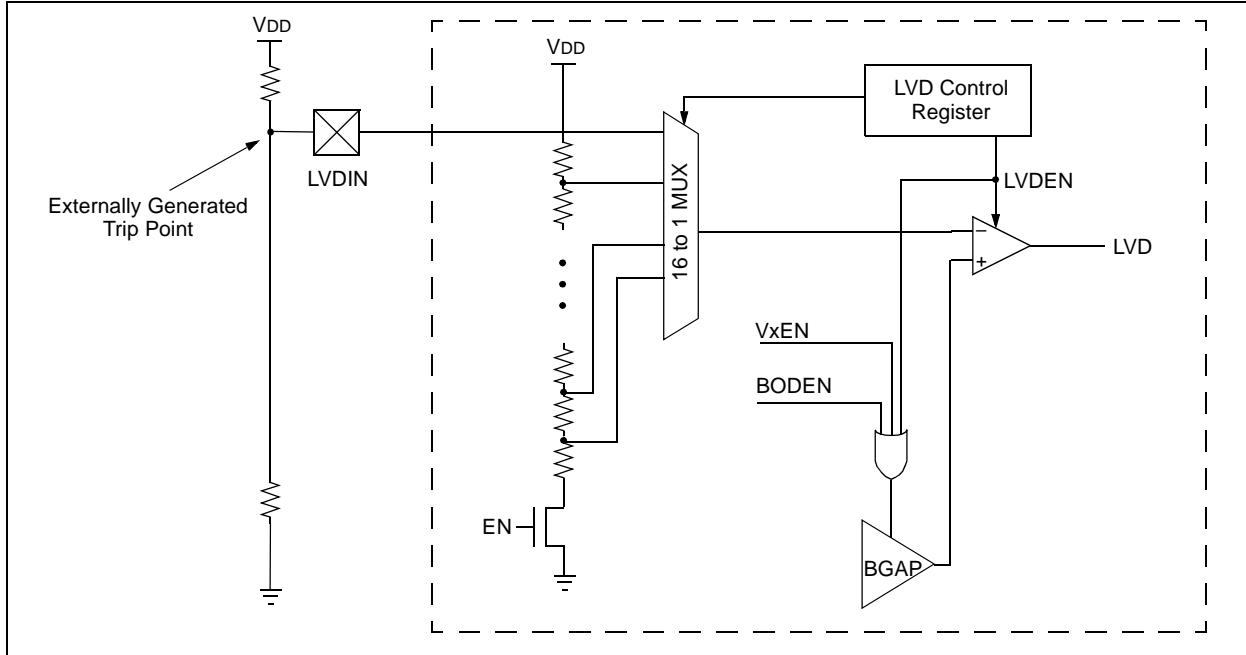 VDD
VDD
LVD Control
Register
LVDIN
LVDEN
Externally Generated
Trip Point
16 to 1 MUX
–
+
LVD
VxEN
BODEN
EN
BGAP